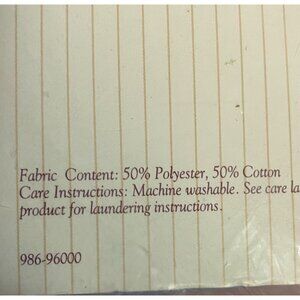 Fabric Content: 50% Polyester, 50% Cotton
Care Instructions: Machine washable. See care la
product for laundering instructions.
986-96000